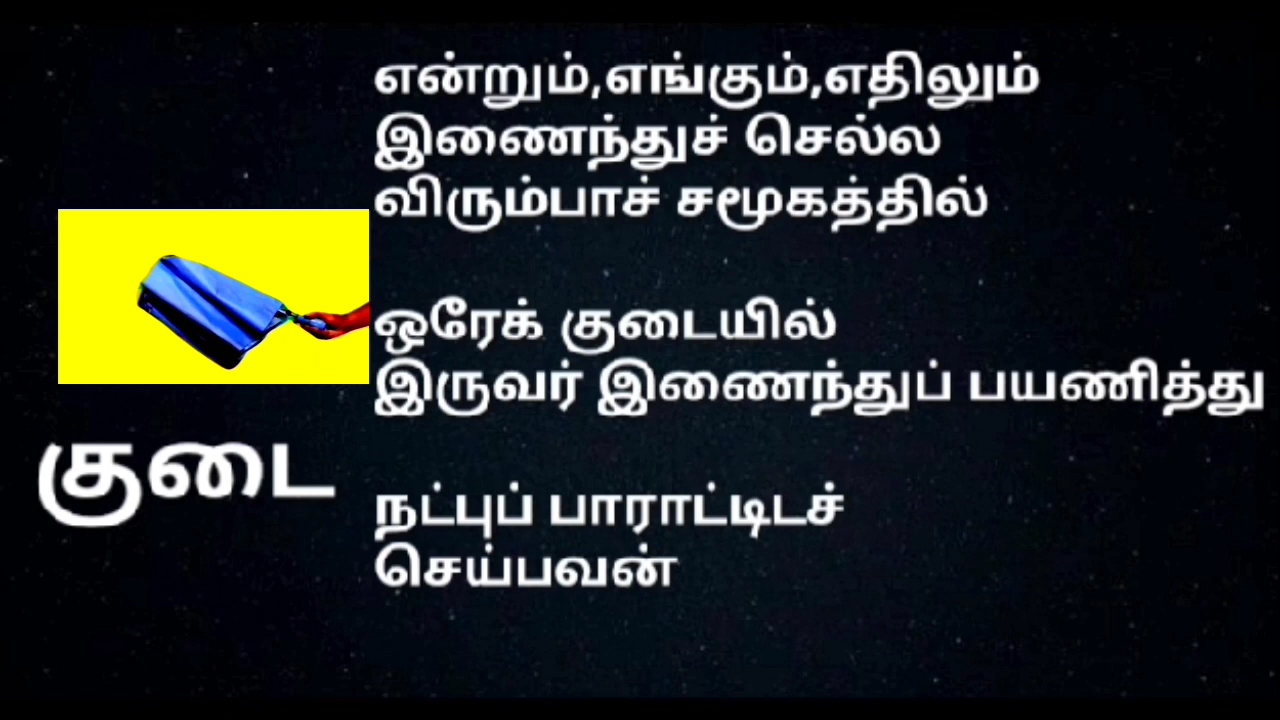 என்றும்,எங்கும்,எதிலும்
இணைந்துச் செல்ல
விரும்பாச் சமூகத்தில்
ஒரேக் குடையில்
இருவர் இணைந்துப் பயணித்து
நட்புப் பாராட்டிடச்
செய்பவன்
குடை